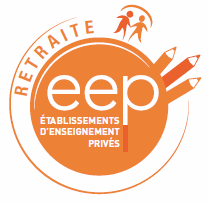 RETRAITE
eep
ÉTABLISSEMENTS
D'ENSEIGNEMENT
PRIVÉS